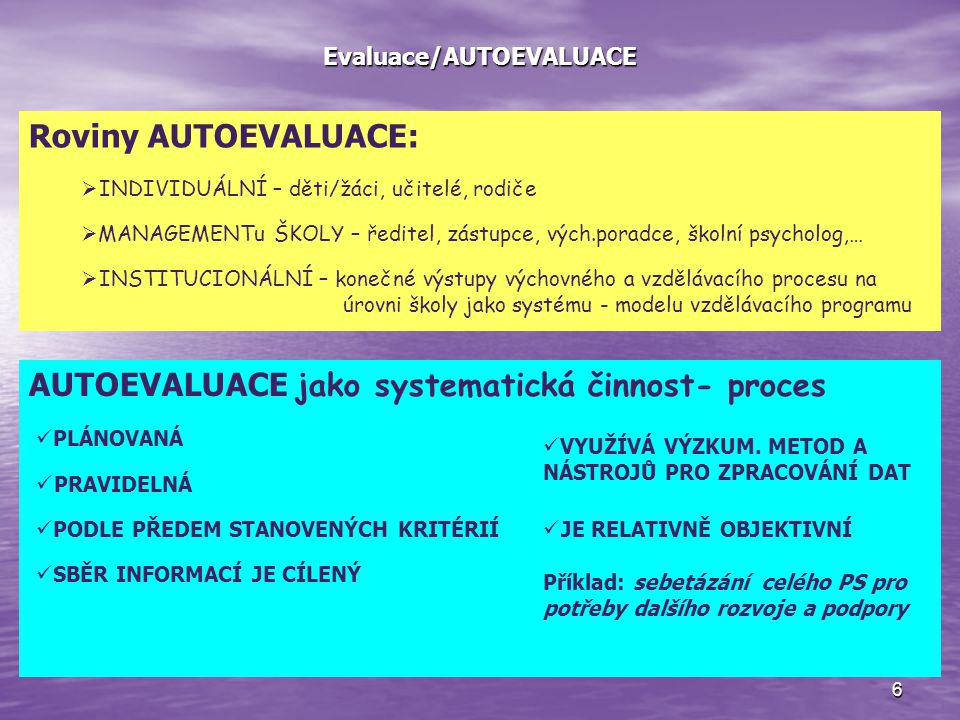 Evaluace/AUTOEVALUACE
Roviny AUTOEVALUACE:
➢INDIVIDUÁLNÍ – děti/žáci, učitelé, rodiče
➢MANAGEMENTu ŠKOLY – ředitel, zástupce, vých.poradce, školní psycholog,…
➢INSTITUCIONÁLNÍ – konečné výstupy výchovného a vzdělávacího procesu na
úrovni školy jako systému - modelu vzdělávacího programu
AUTOEVALUACE jako systematická činnost- proces
✓PLÁNOVANÁ
✓PRAVIDELNÁ
✓PODLE PŘEDEM STANOVENÝCH KRITÉRIÍ
✓SBĚR INFORMACÍ JE CÍLENÝ
✓VYUŽÍVÁ VÝZKUM. METOD A
NÁSTROJŮ PRO ZPRACOVÁNÍ DAT
✓JE RELATIVNĚ OBJEKTIVNÍ
Příklad: sebetázání celého PS pro
potřeby dalšího rozvoje a podpory
6